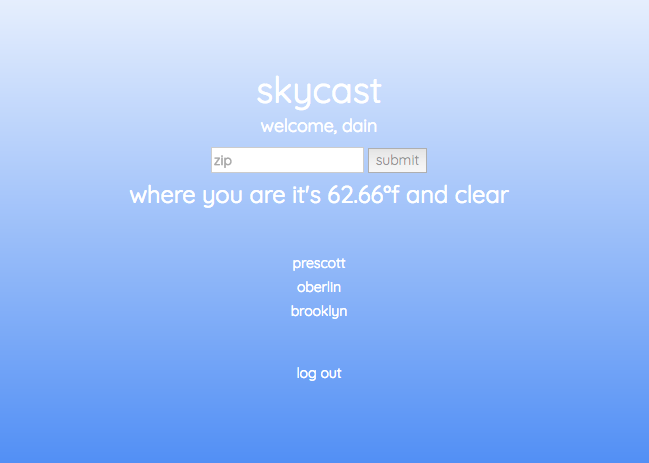 skycast
welcome, dain
zip submit
where you are it's 62.66°f and clear
prescott
oberlin
brooklyn
log out